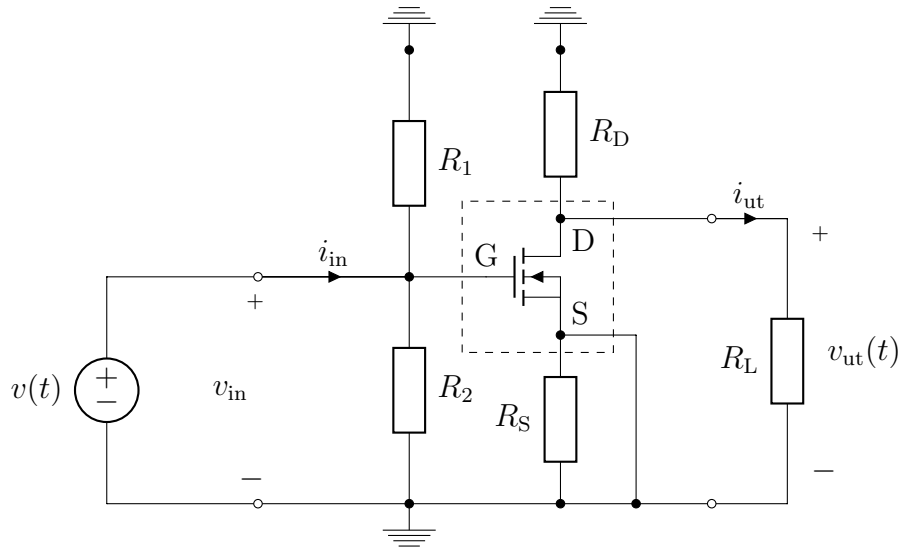 R_D
R_1
i_ut
D
+
G
i_in
+
S
v(t)
+
−
v_in
R_2
R_S
R_L
v_ut(t)
−
−